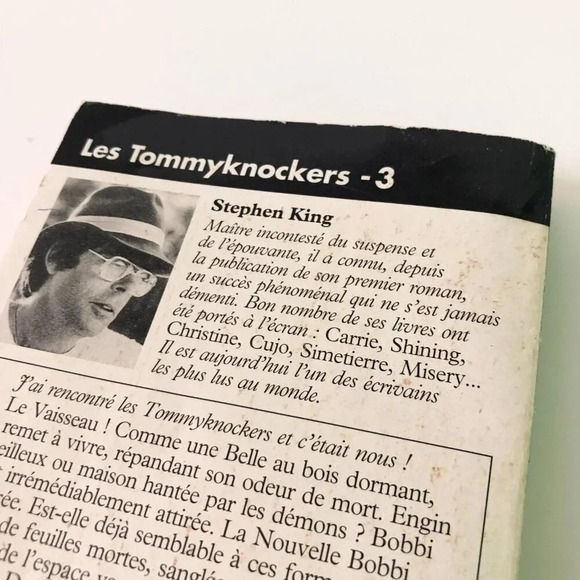 Les Tommyknockers - 3
Stephen King
Maître incontesté du suspense et
de l'épouvante, il à connu, depuis
la publication de son premier roman,
un succès phénoménal qui ne s'est jamais
démenti. Bon nombre de ses livres ont
été portés à l'écran : Carrie, Shining,
Christine, Cujo, Simetierre, Misery...
Il est aujourd'hui l'un des écrivains
les plus lus au monde.
J'ai rencontré les Tommyknockers et c'était nous !
Le Vaisseau ! Comme une Belle au bois dormant,
remet à vivre, répandant son odeur de mort. Engin
eilleux ou maison hantée par les démons ? Bobbi
irrémédiablement attirée. La Nouvelle Bobbi
rée. Est-elle déjà semblable à ces form
de feuilles mortes, sanglé
de l'espace